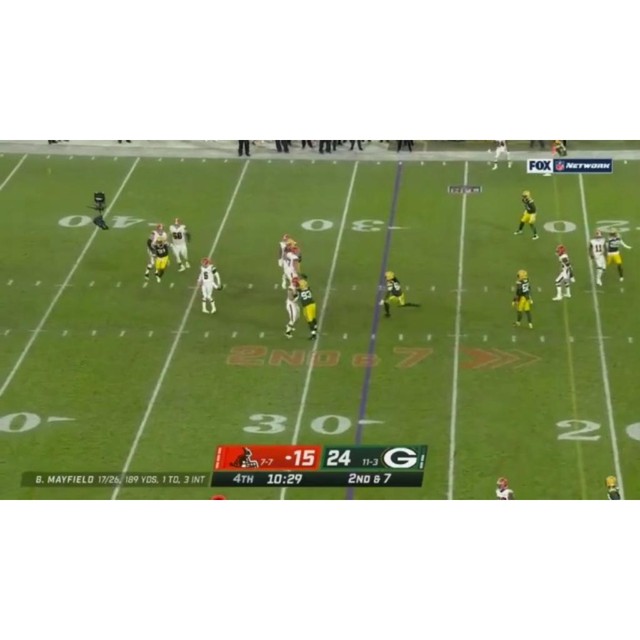 FOX NFL NETWORK
40 30 20
2ND & 7
0 30 20
7-7 -15 24 11-3 G
B. MAYFIELD 17/26, 189 YDS, 1 TD, 3 INT 4TH 10:29 2ND & 7